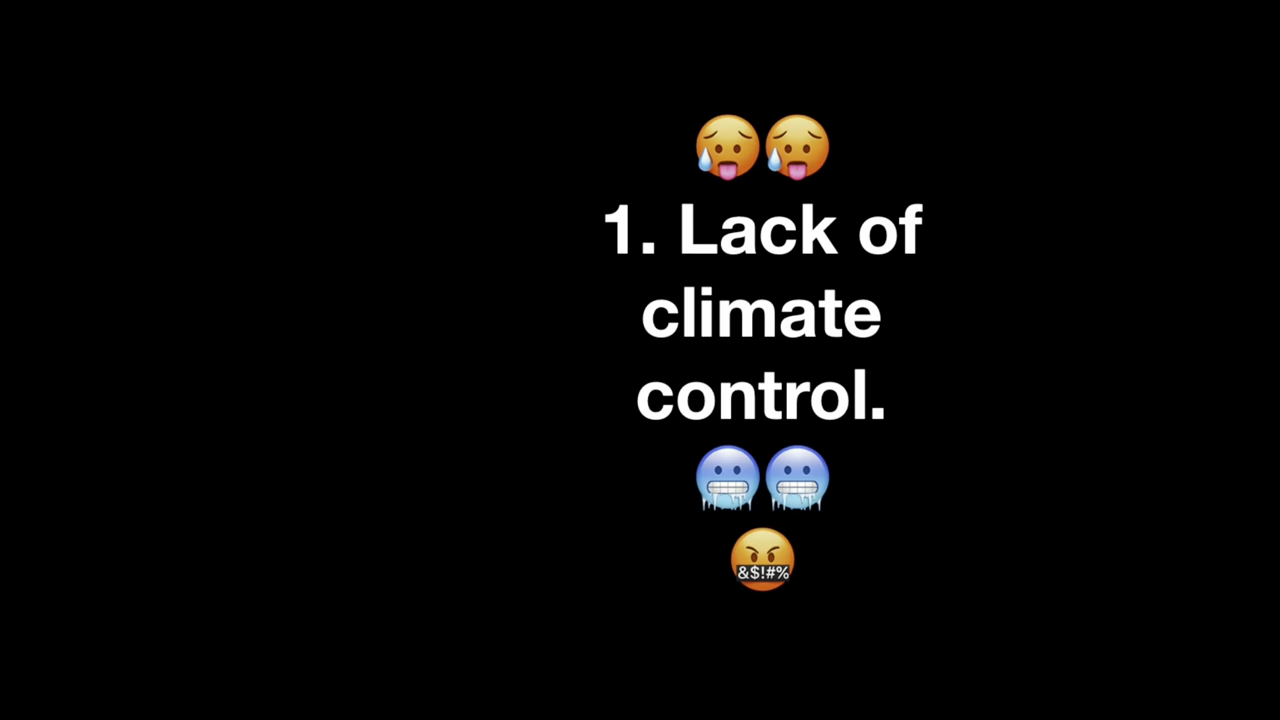 🥵🥵
1. Lack of
climate
control.
🥶🥶
🤬